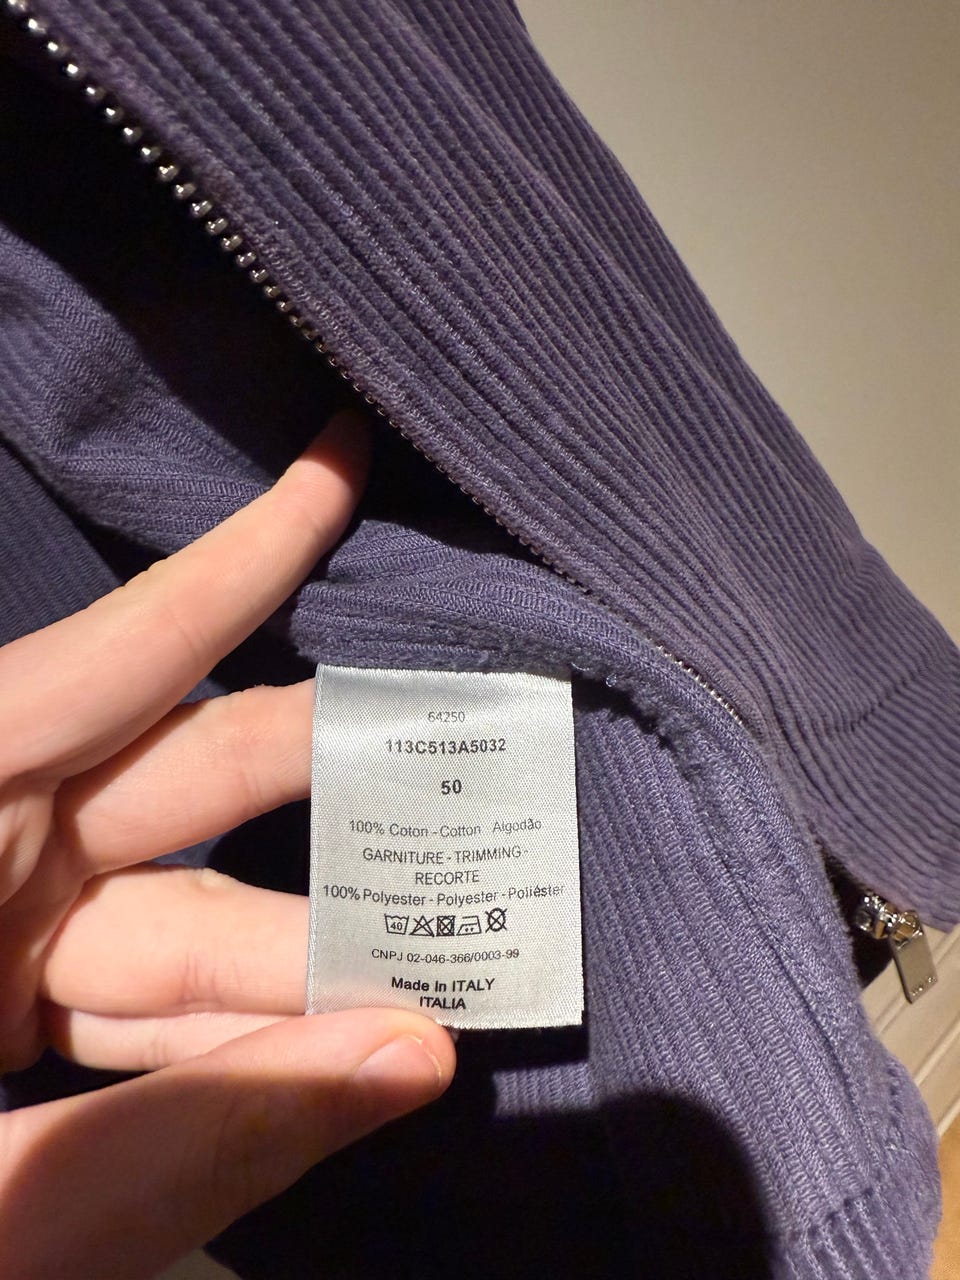 64250
113C513A5032
50
100% Coton - Cotton Algodão
GARNITURE - TRIMMING -
RECORTE
100% Polyester - Polyester - Poliéster
40
CNPJ 02-046-366/0003-99
Made In ITALY
ITALIA